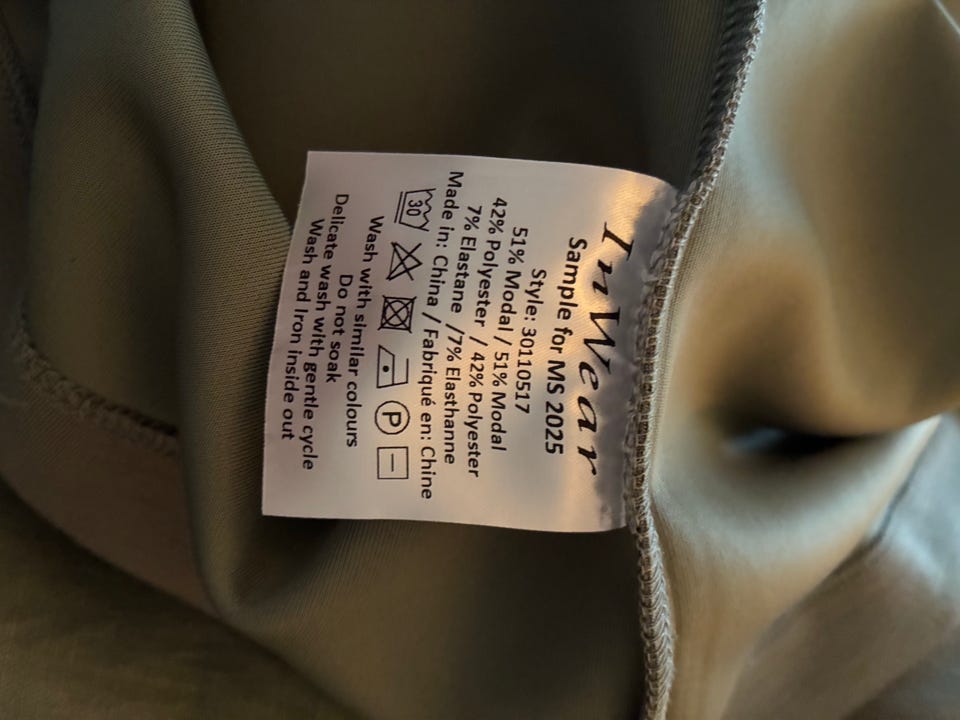 InWear
Sample for MS 2025
Style: 30110517
51% Modal / 51% Modal
42% Polyester / 42% Polyester
7% Elastane /7% Elasthanne
Made in: China / Fabriqué en: Chine
30 P
Wash with similar colours
Do not soak
Delicate wash with gentle cycle
Wash and Iron inside out